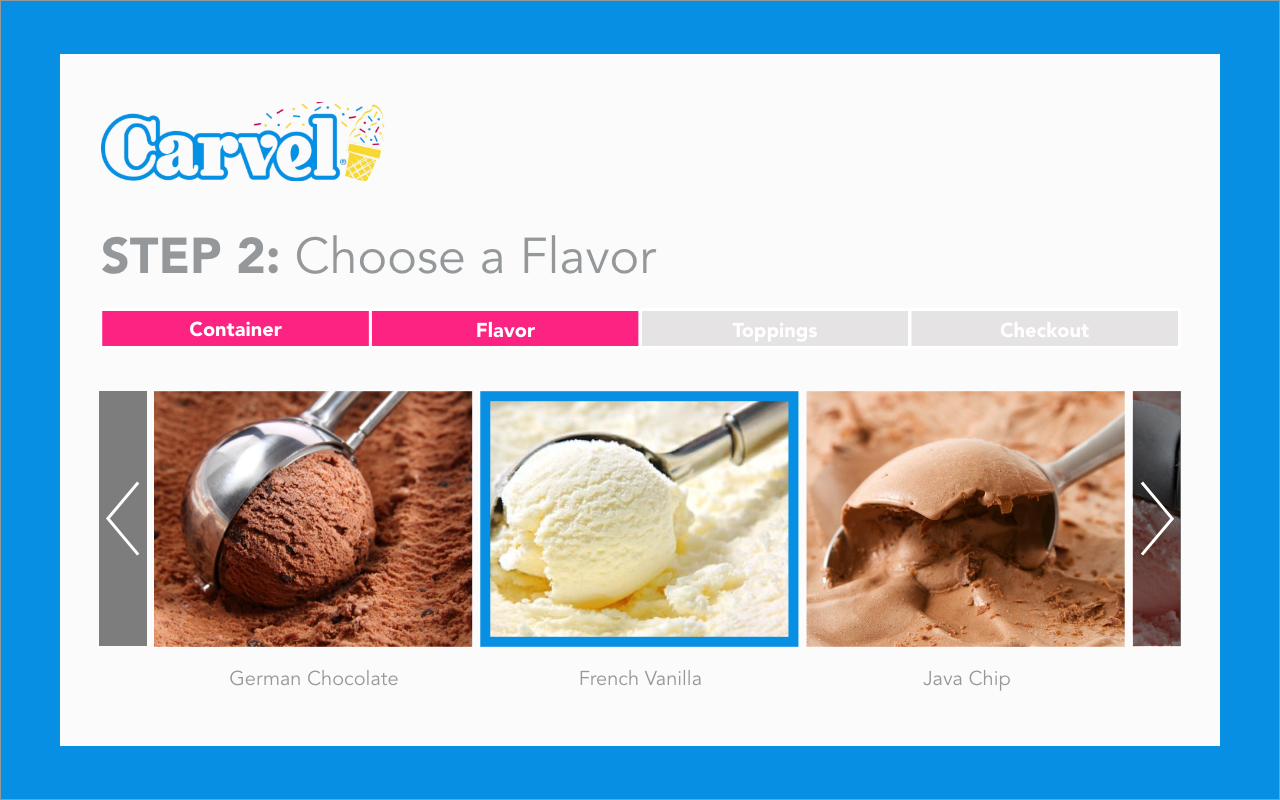 Carvel®
STEP 2: Choose a Flavor
Container Flavor Toppings Checkout
German Chocolate French Vanilla Java Chip